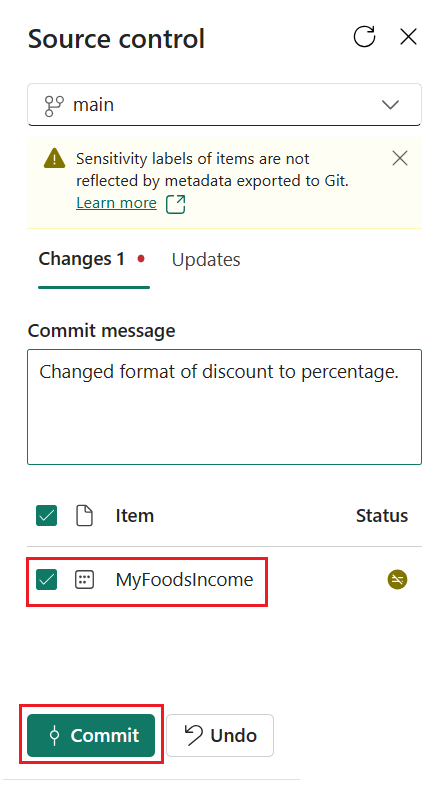 Source control
main
Sensitivity labels of items are not
reflected by metadata exported to Git.
Learn more
Changes 1 Updates
Commit message
Changed format of discount to percentage.
Item Status
MyFoodsIncome
Commit Undo